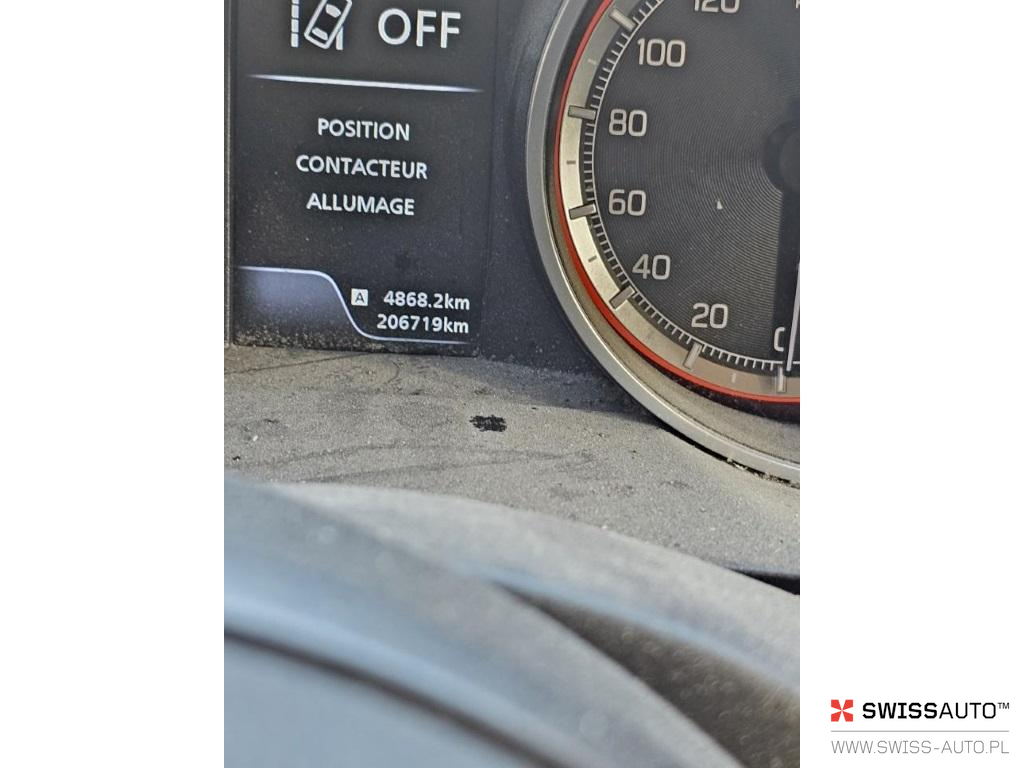 OFF
POSITION
CONTACTEUR
ALLUMAGE
A 4868.2km
206719km
120
100
80
60
40
20
0
SWISSAUTO™
WWW.SWISS-AUTO.PL